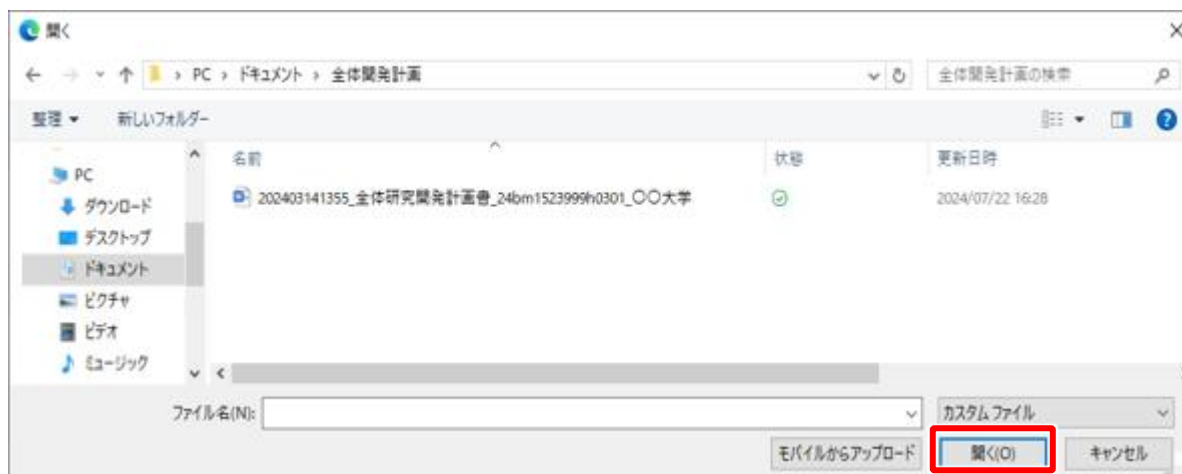 開く
PC › ドキュメント › 全体開発計画
全体開発計画の検索
整理 新しいフォルダー
名前 状態 更新日時
202403141355_全体研究開発計画書_24bm1523999h0301_〇〇大学 2024/07/22 16:28
PC
ダウンロード
デスクトップ
ドキュメント
ピクチャ
ビデオ
ミュージック
ファイル名(N): カスタム ファイル
モバイルからアップロード 開く(O) キャンセル